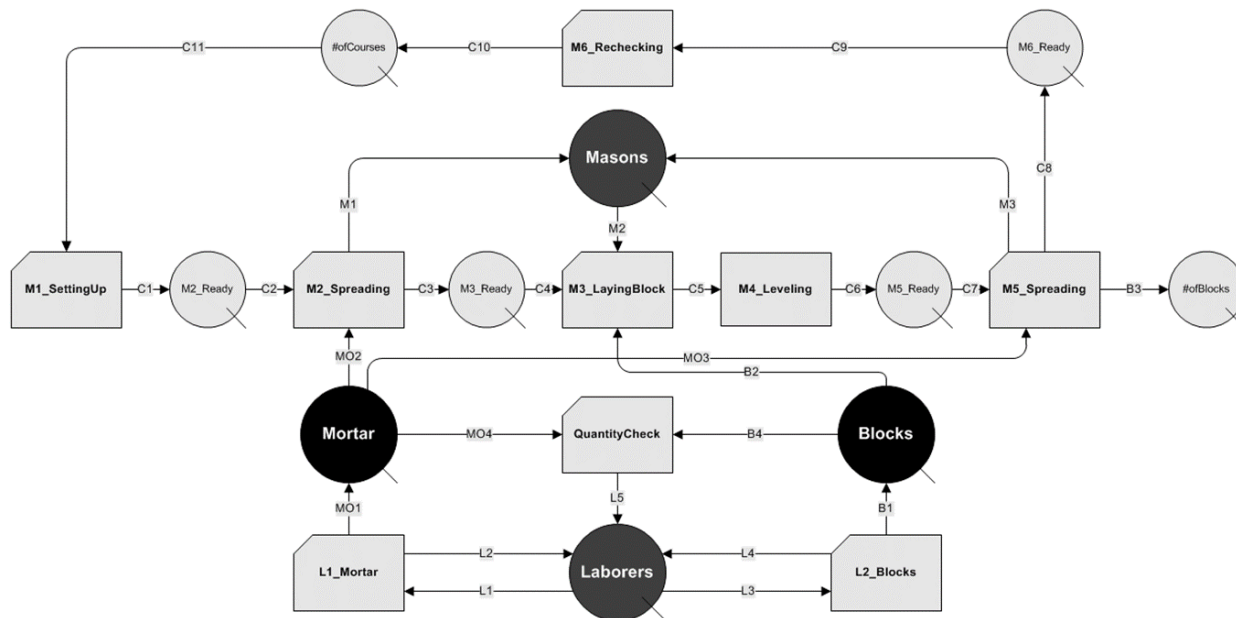 C11
#ofCourses
C10
M6_Rechecking
C9
M6_Ready
Masons
C8
M1
M3
M2
M1_SettingUp
C1
M2_Ready
C2
M2_Spreading
C3
M3_Ready
C4
M3_LayingBlock
C5
M4_Leveling
C6
M5_Ready
C7
M5_Spreading
B3
#ofBlocks
MO2
MO3
B2
Mortar
MO4
QuantityCheck
B4
Blocks
L5
MO1
B1
L1_Mortar
L2
L1
Laborers
L4
L3
L2_Blocks